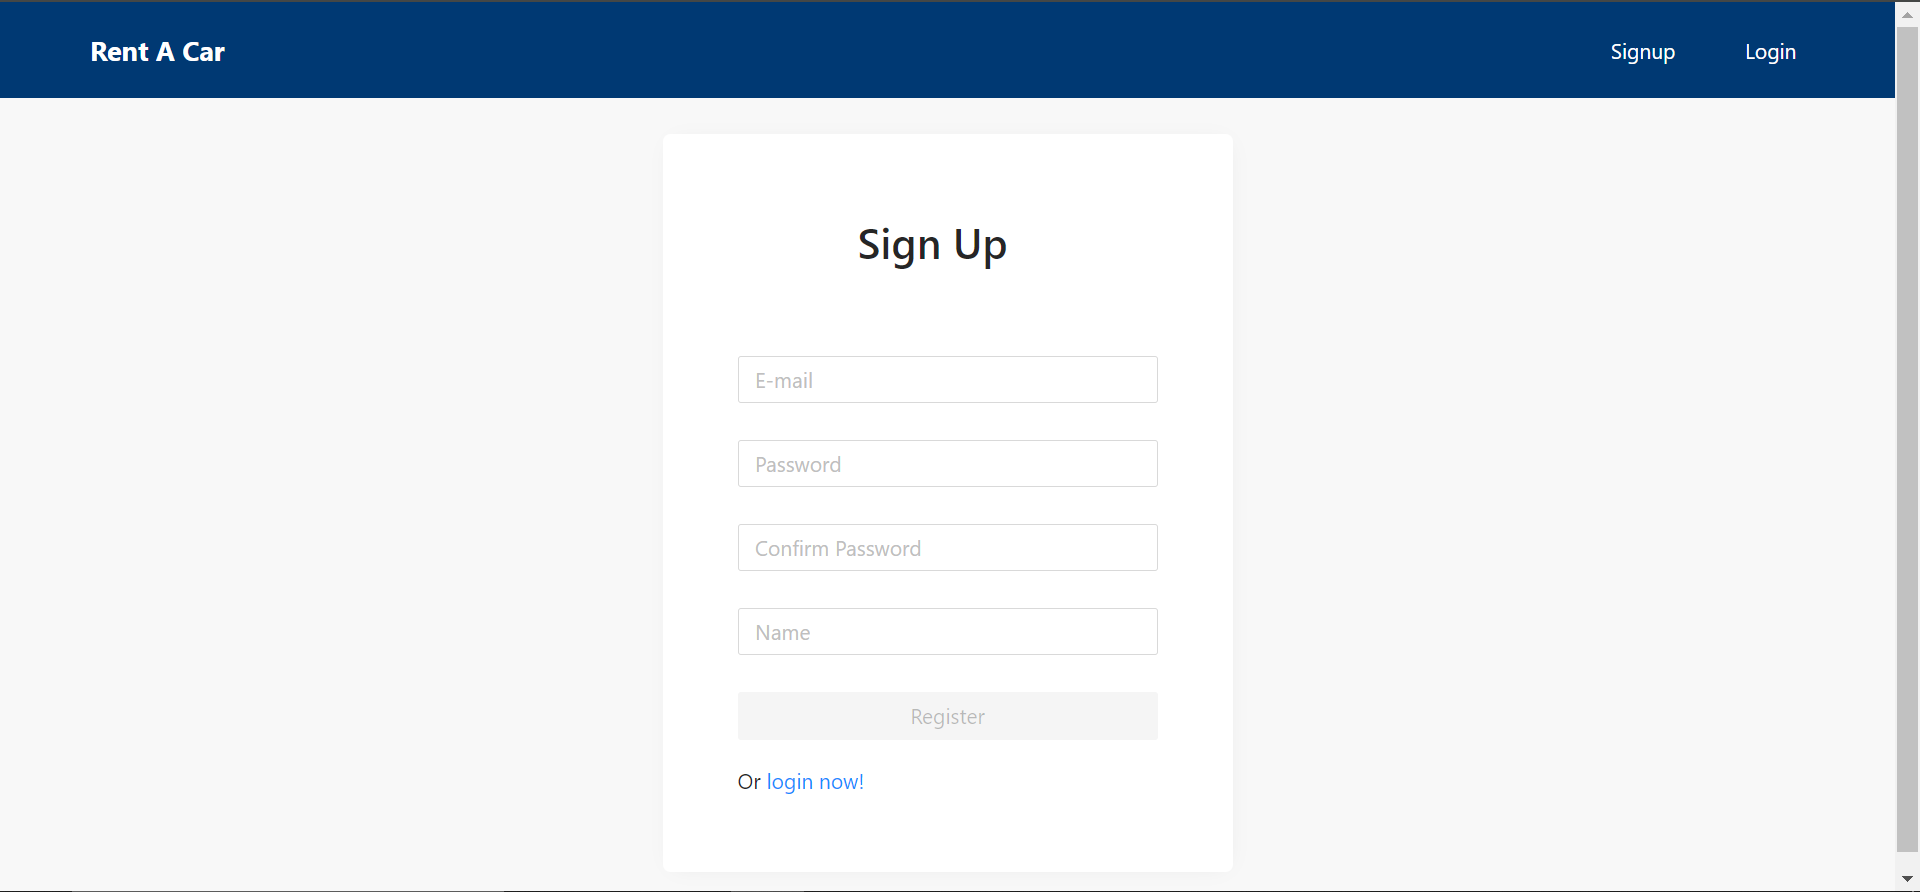 Rent A Car
Signup
Login
Sign Up
E-mail
Password
Confirm Password
Name
Register
Or login now!